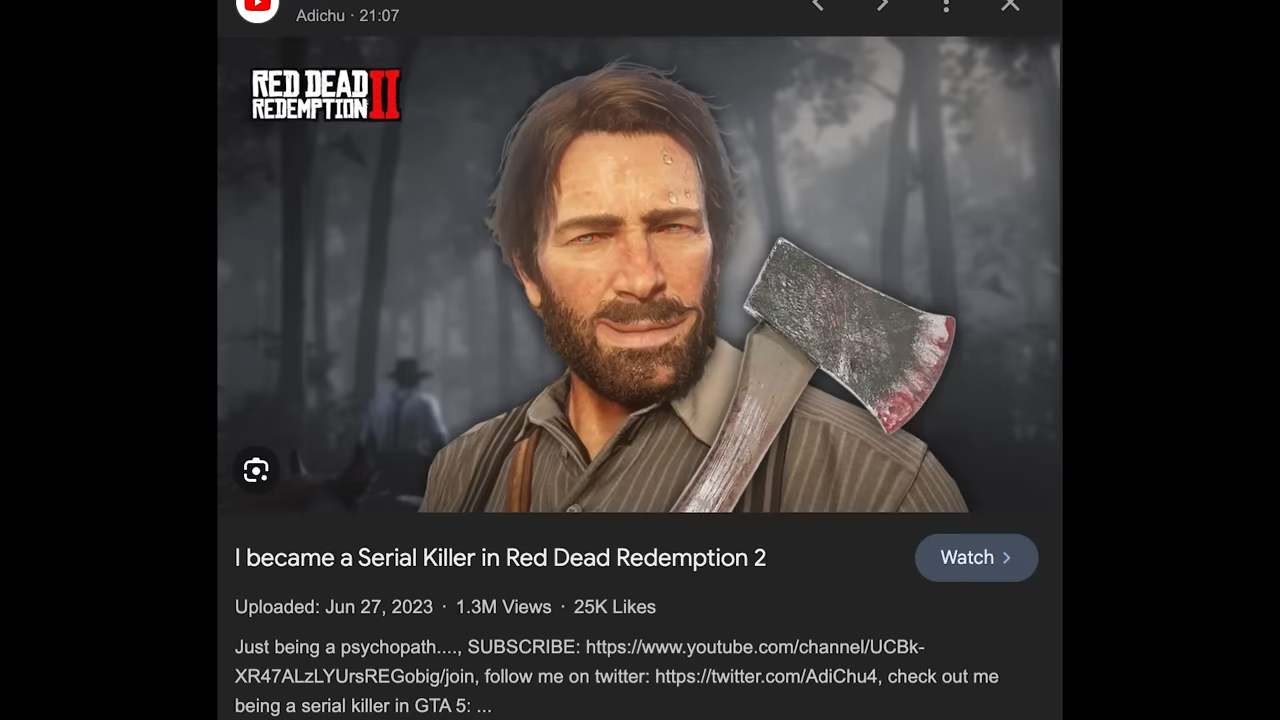 Adichu · 21:07
RED DEAD
REDEMPTION II
I became a Serial Killer in Red Dead Redemption 2
Watch >
Uploaded: Jun 27, 2023 · 1.3M Views · 25K Likes
Just being a psychopath...., SUBSCRIBE: https://www.youtube.com/channel/UCBk-
XR47ALzLYUrsREGobig/join, follow me on twitter: https://twitter.com/AdiChu4, check out me
being a serial killer in GTA 5: ...